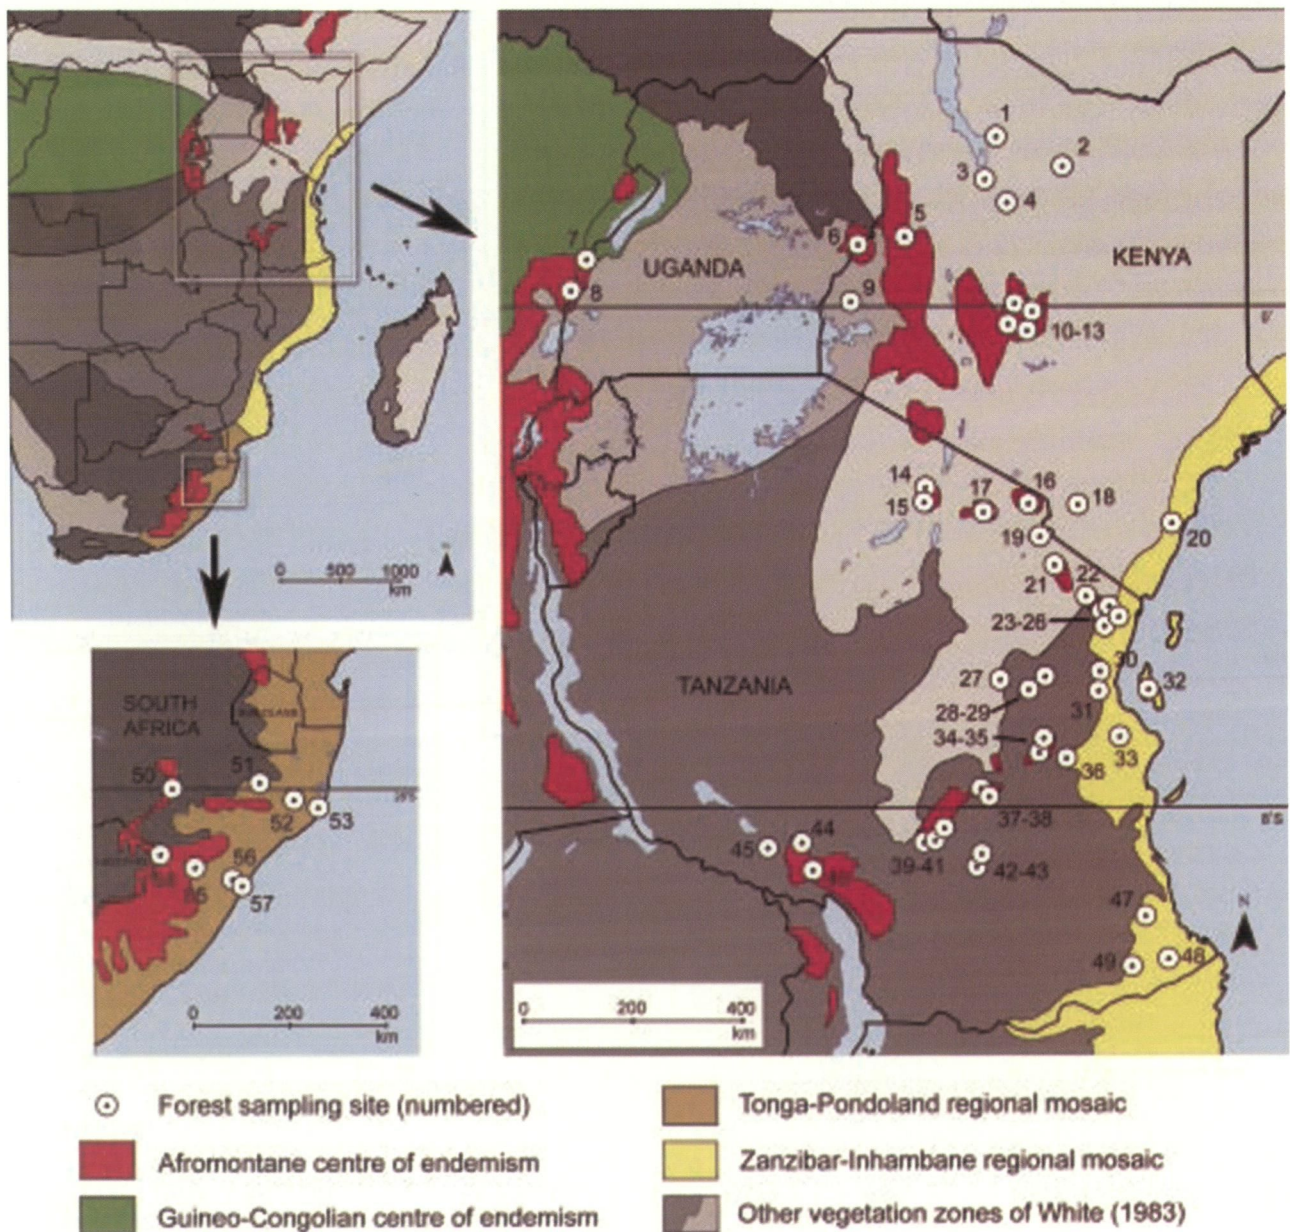 0 500 1000
km
UGANDA
KENYA
TANZANIA
1
2
3
4
5
6
7
8
9
10-13
0°
14
15
16
17
18
19
20
21
22
23-26
27
28-29
30
31
32
33
34-35
36
37-38
8°S
39-41
42-43
44
45
47
48
49
N
0 200 400
km
SOUTH
AFRICA
50
51
52
53
56
57
0 200 400
km
Forest sampling site (numbered)
Afromontane centre of endemism
Guineo-Congolian centre of endemism
Tonga-Pondoland regional mosaic
Zanzibar-Inhambane regional mosaic
Other vegetation zones of White (1983)